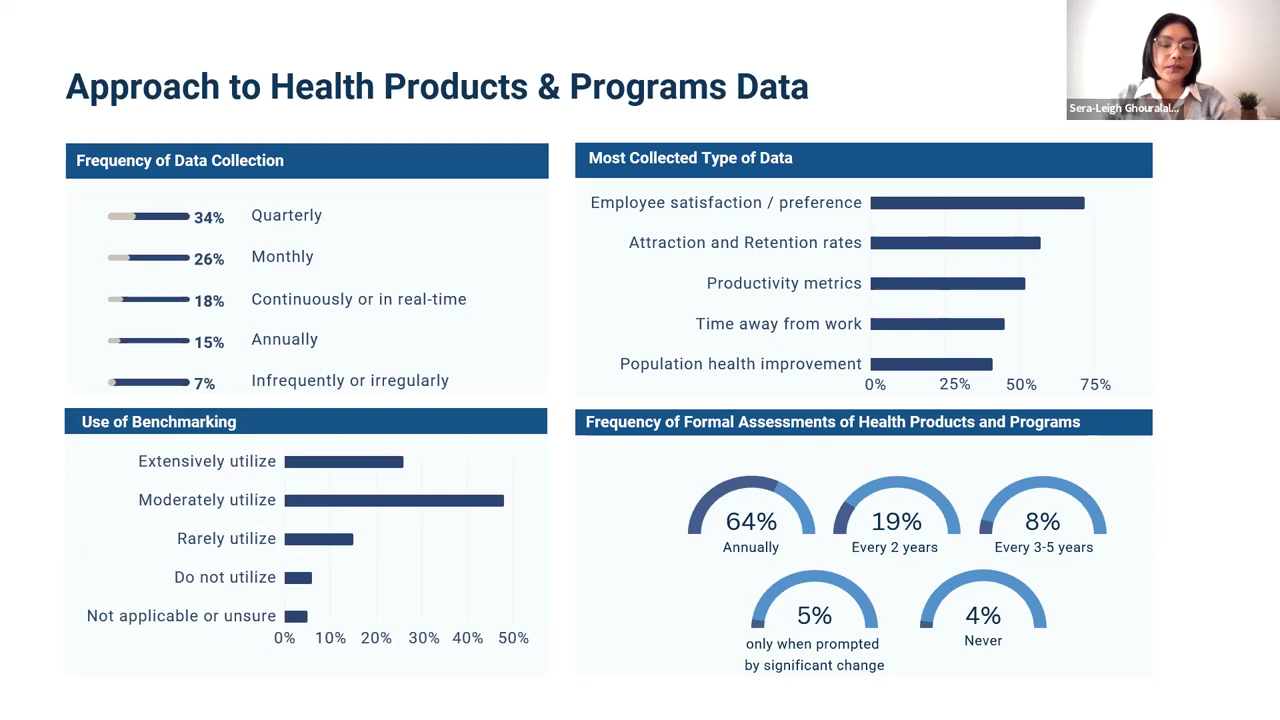 Approach to Health Products & Programs Data
Sera-Leigh Ghouralal...
Frequency of Data Collection
34% Quarterly
26% Monthly
18% Continuously or in real-time
15% Annually
7% Infrequently or irregularly
Most Collected Type of Data
Employee satisfaction / preference
Attraction and Retention rates
Productivity metrics
Time away from work
Population health improvement
0% 25% 50% 75%
Use of Benchmarking
Extensively utilize
Moderately utilize
Rarely utilize
Do not utilize
Not applicable or unsure
0% 10% 20% 30% 40% 50%
Frequency of Formal Assessments of Health Products and Programs
64% 19% 8%
Annually Every 2 years Every 3-5 years
5% 4%
only when prompted Never
by significant change